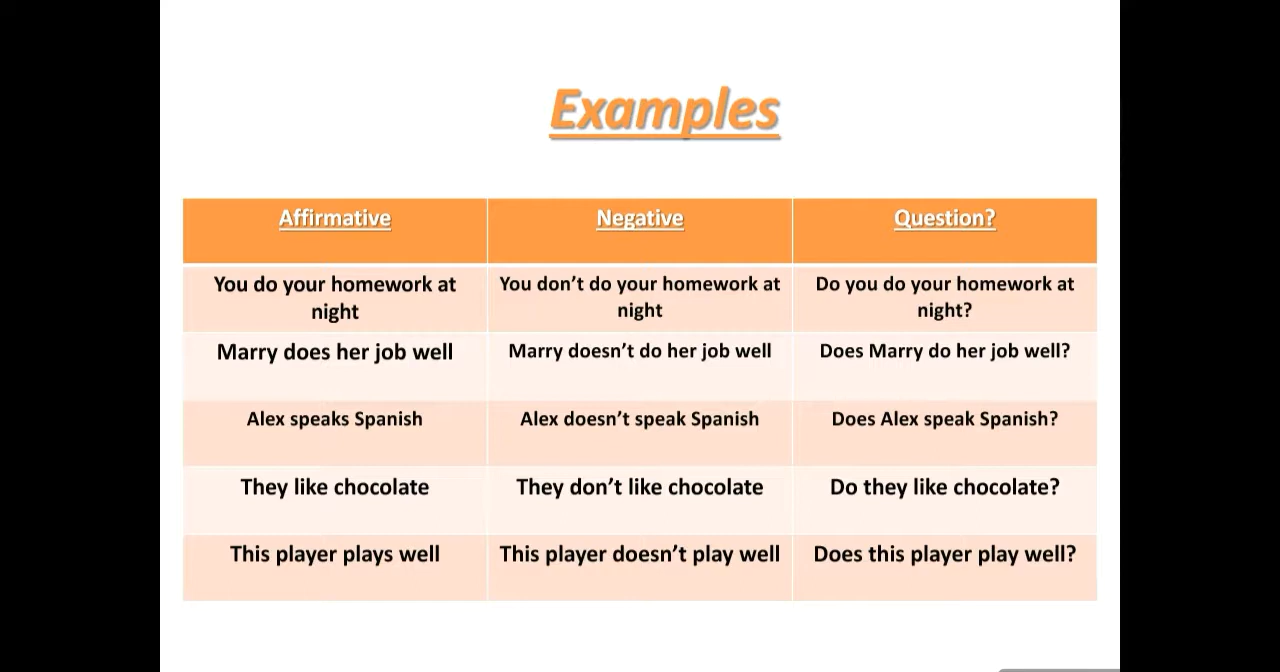 Examples
Affirmative
Negative
Question?
You do your homework at
night
You don’t do your homework at
night
Do you do your homework at
night?
Marry does her job well
Marry doesn’t do her job well
Does Marry do her job well?
Alex speaks Spanish
Alex doesn’t speak Spanish
Does Alex speak Spanish?
They like chocolate
They don’t like chocolate
Do they like chocolate?
This player plays well
This player doesn’t play well
Does this player play well?